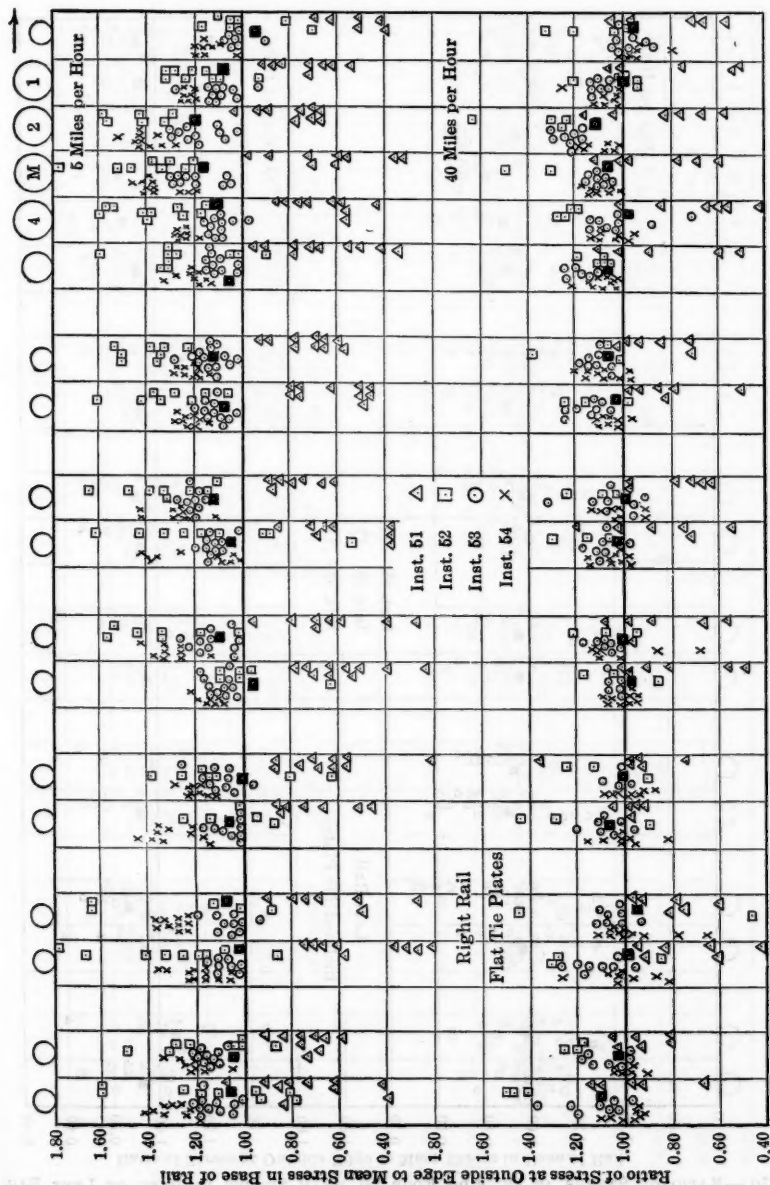 1
2
M
4
5 Miles per Hour
40 Miles per Hour
Inst. 51
Inst. 52
Inst. 53
Inst. 54
Right Rail
Flat Tie Plates
1.80
1.60
1.40
1.20
1.00
0.80
0.60
0.40
1.80
1.60
1.40
1.20
1.00
0.80
0.60
0.4
Ratio of Stress at Outside Edge to Mean Stress in Base of Rail